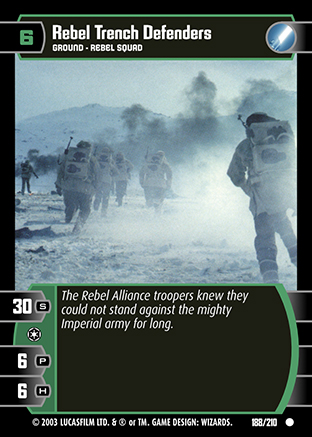 6 Rebel Trench Defenders
GROUND - REBEL SQUAD
30 S
The Rebel Alliance troopers knew they
could not stand against the mighty
Imperial army for long.
6 P
6 H
© 2003 LUCASFILM LTD. & ® or TM. GAME DESIGN: WIZARDS. 188/210